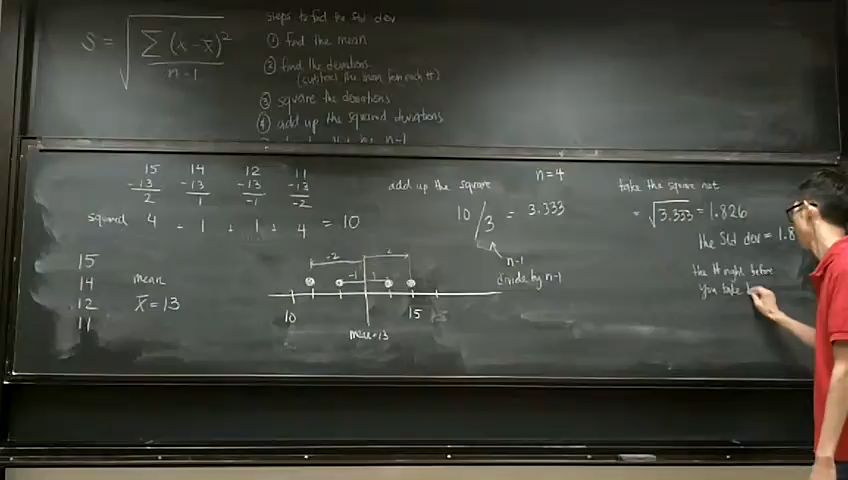 steps to find the std dev
S = √ Σ (x - x̄)² / n-1
① find the mean
② find the deviations
(subtract the mean from each #)
③ square the deviations
④ add up the squared deviations
by n-1
15 14 12 11
-13 -13 -13 -13
2 1 -1 -2
squared 4 + 1 + 1 + 4 = 10
add up the square
n=4
10 / 3 = 3.333
n-1
divide by n-1
take the square root
= √3.333 = 1.826
the Std dev = 1.8
the # right before
you take
15
14
12
11
mean
x̄ = 13
-2 2
-1 1
10 15
mean=13